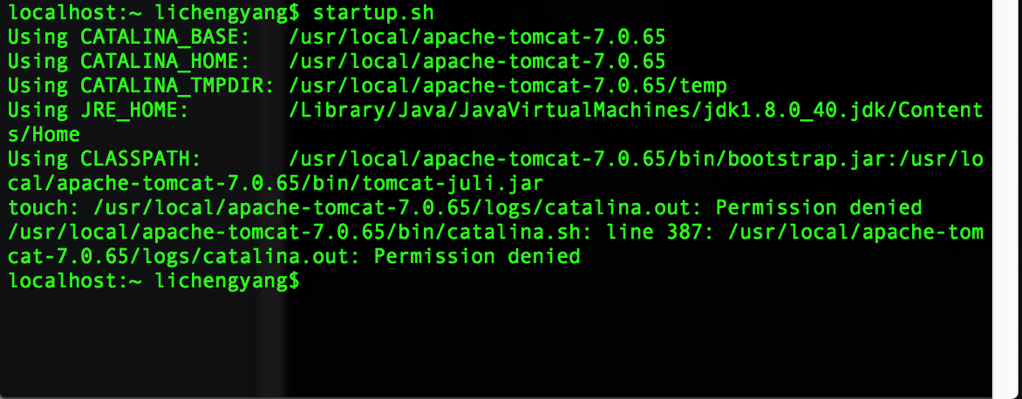 localhost:~ lichengyang$ startup.sh
Using CATALINA_BASE:   /usr/local/apache-tomcat-7.0.65
Using CATALINA_HOME:   /usr/local/apache-tomcat-7.0.65
Using CATALINA_TMPDIR: /usr/local/apache-tomcat-7.0.65/temp
Using JRE_HOME:        /Library/Java/JavaVirtualMachines/jdk1.8.0_40.jdk/Content
s/Home
Using CLASSPATH:       /usr/local/apache-tomcat-7.0.65/bin/bootstrap.jar:/usr/lo
cal/apache-tomcat-7.0.65/bin/tomcat-juli.jar
touch: /usr/local/apache-tomcat-7.0.65/logs/catalina.out: Permission denied
/usr/local/apache-tomcat-7.0.65/bin/catalina.sh: line 387: /usr/local/apache-tom
cat-7.0.65/logs/catalina.out: Permission denied
localhost:~ lichengyang$